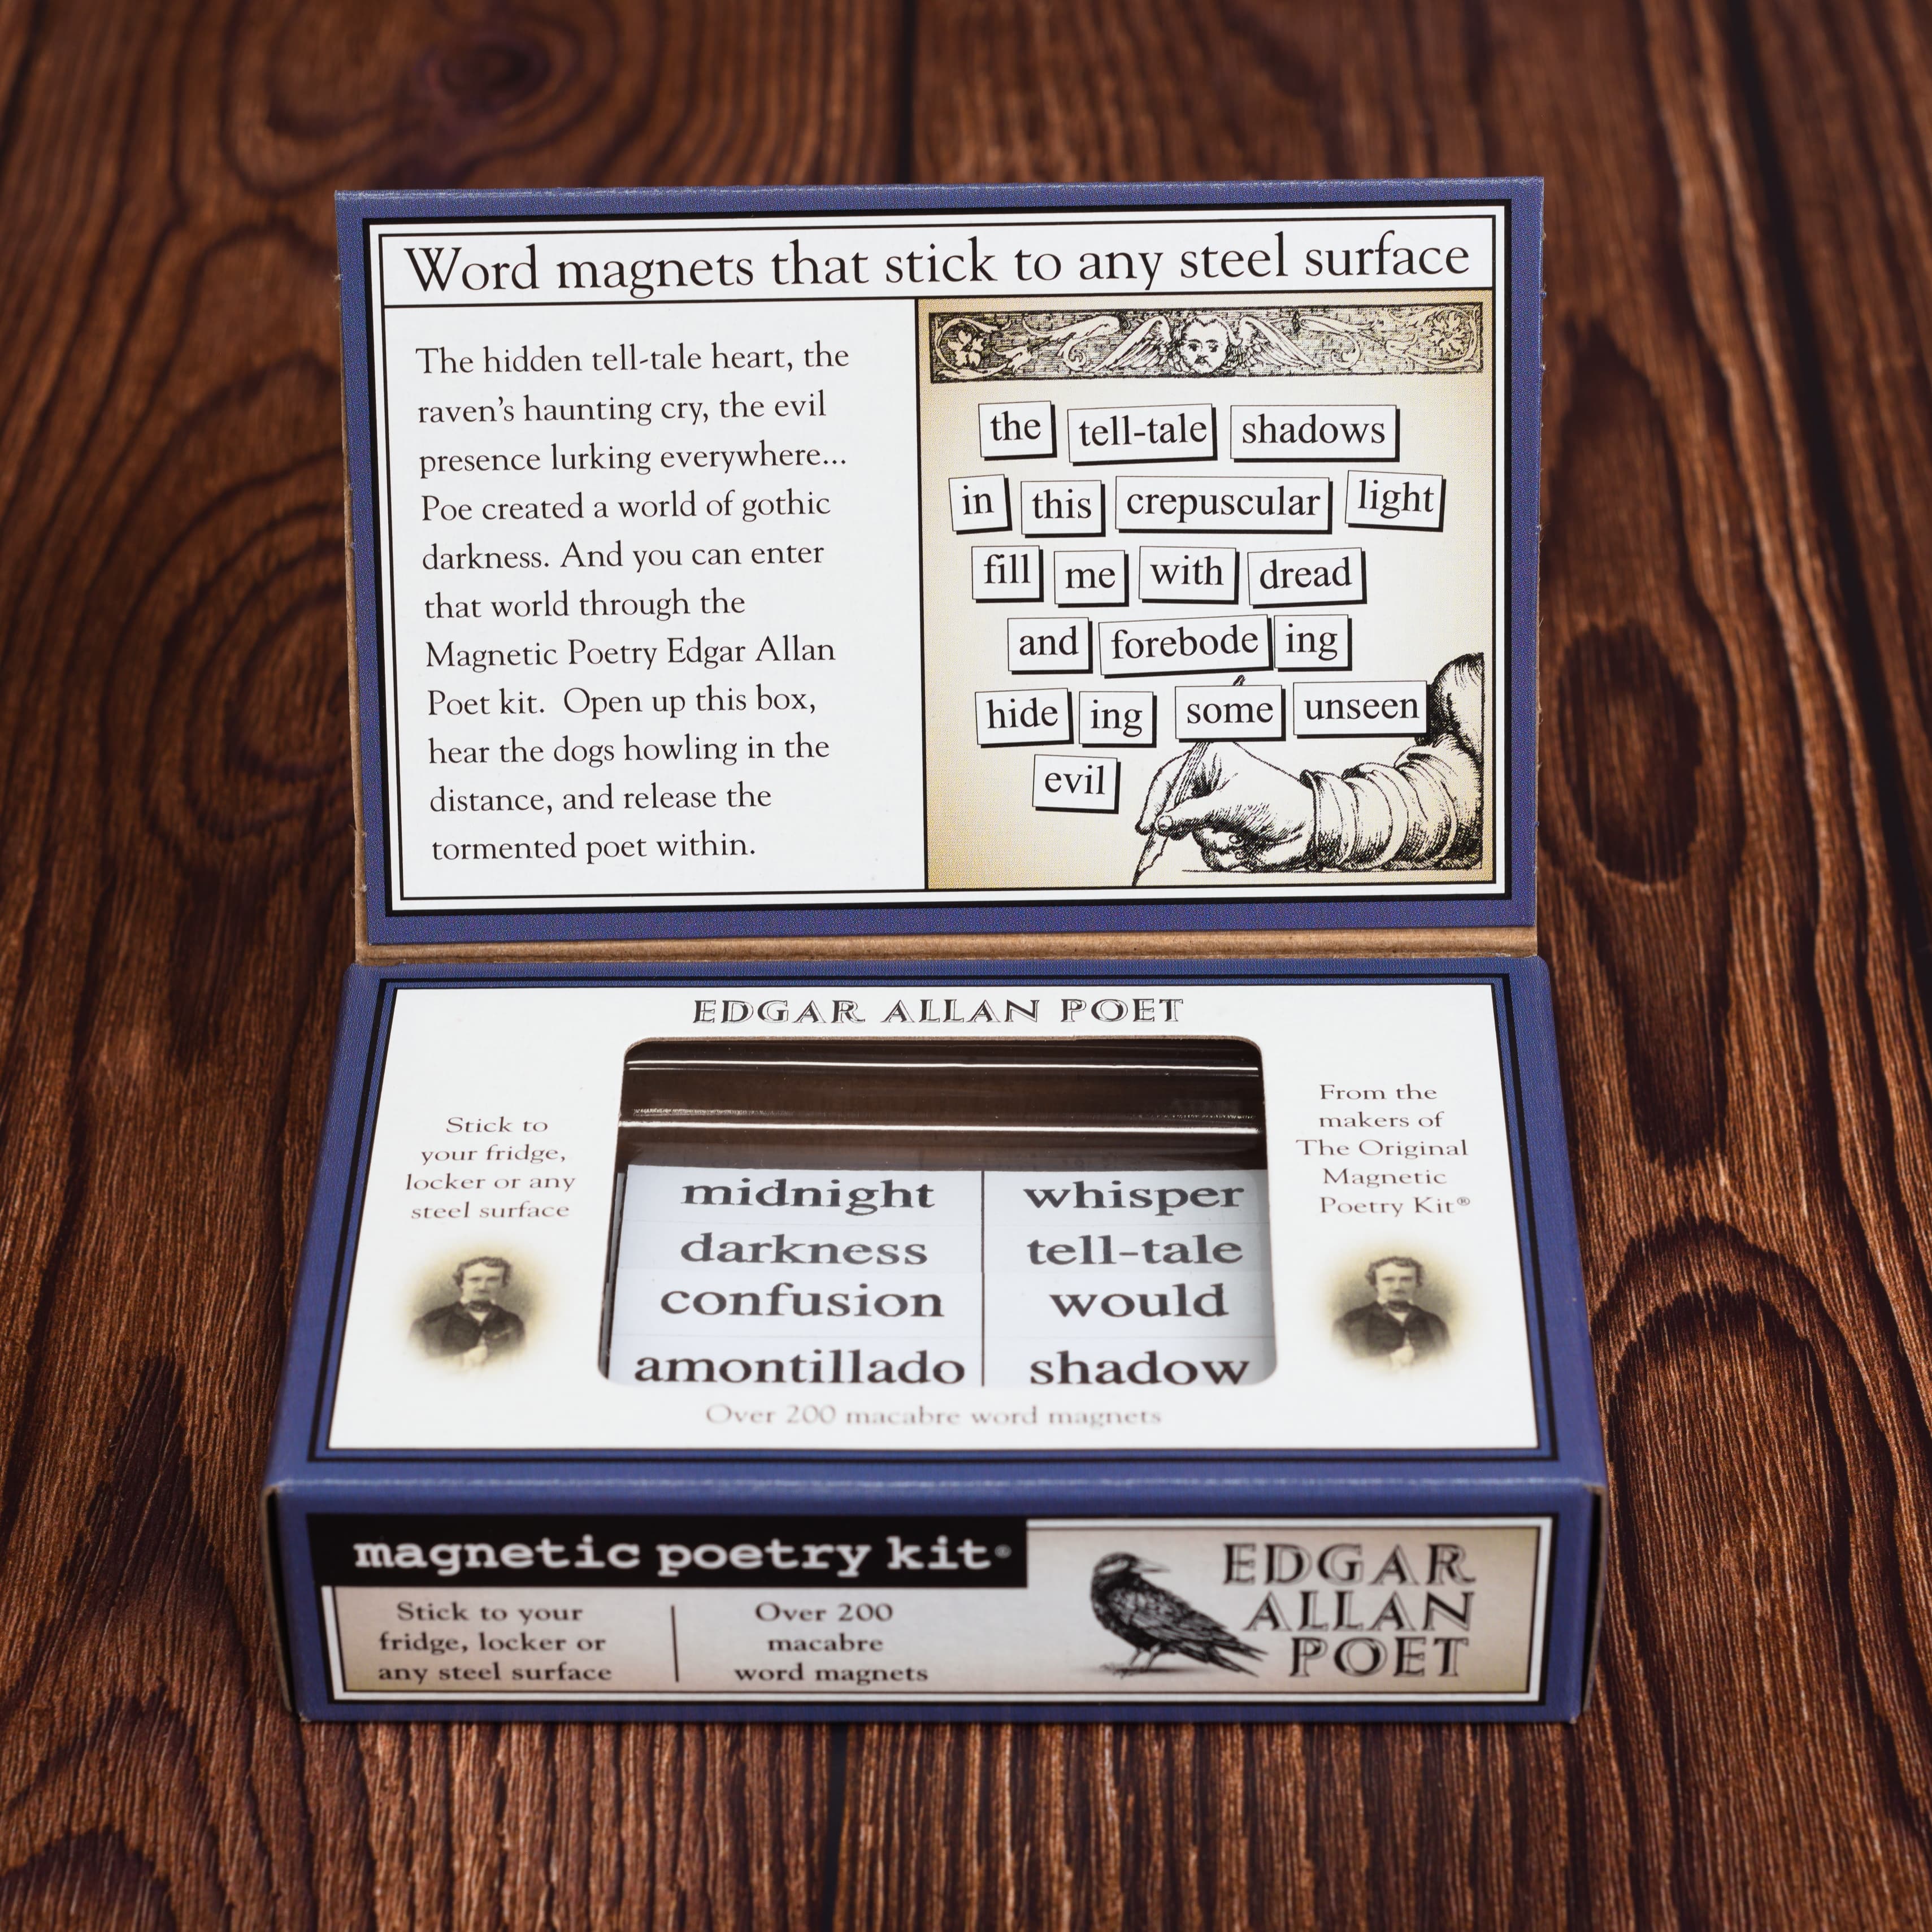 Word magnets that stick to any steel surface
The hidden tell-tale heart, the
raven's haunting cry, the evil
presence lurking everywhere...
Poe created a world of gothic
darkness. And you can enter
that world through the
Magnetic Poetry Edgar Allan
Poet kit. Open up this box,
hear the dogs howling in the
distance, and release the
tormented poet within.
the tell-tale shadows
in this crepuscular light
fill me with dread
and forebode ing
hide ing some unseen
evil
EDGAR ALLAN POET
Stick to
your fridge,
locker or any
steel surface
midnight whisper
darkness tell-tale
confusion would
amontillado shadow
From the
makers of
The Original
Magnetic
Poetry Kit®
Over 200 macabre word magnets
magnetic poetry kit®
Stick to your
fridge, locker or
any steel surface
Over 200
macabre
word magnets
EDGAR
ALLAN
POET